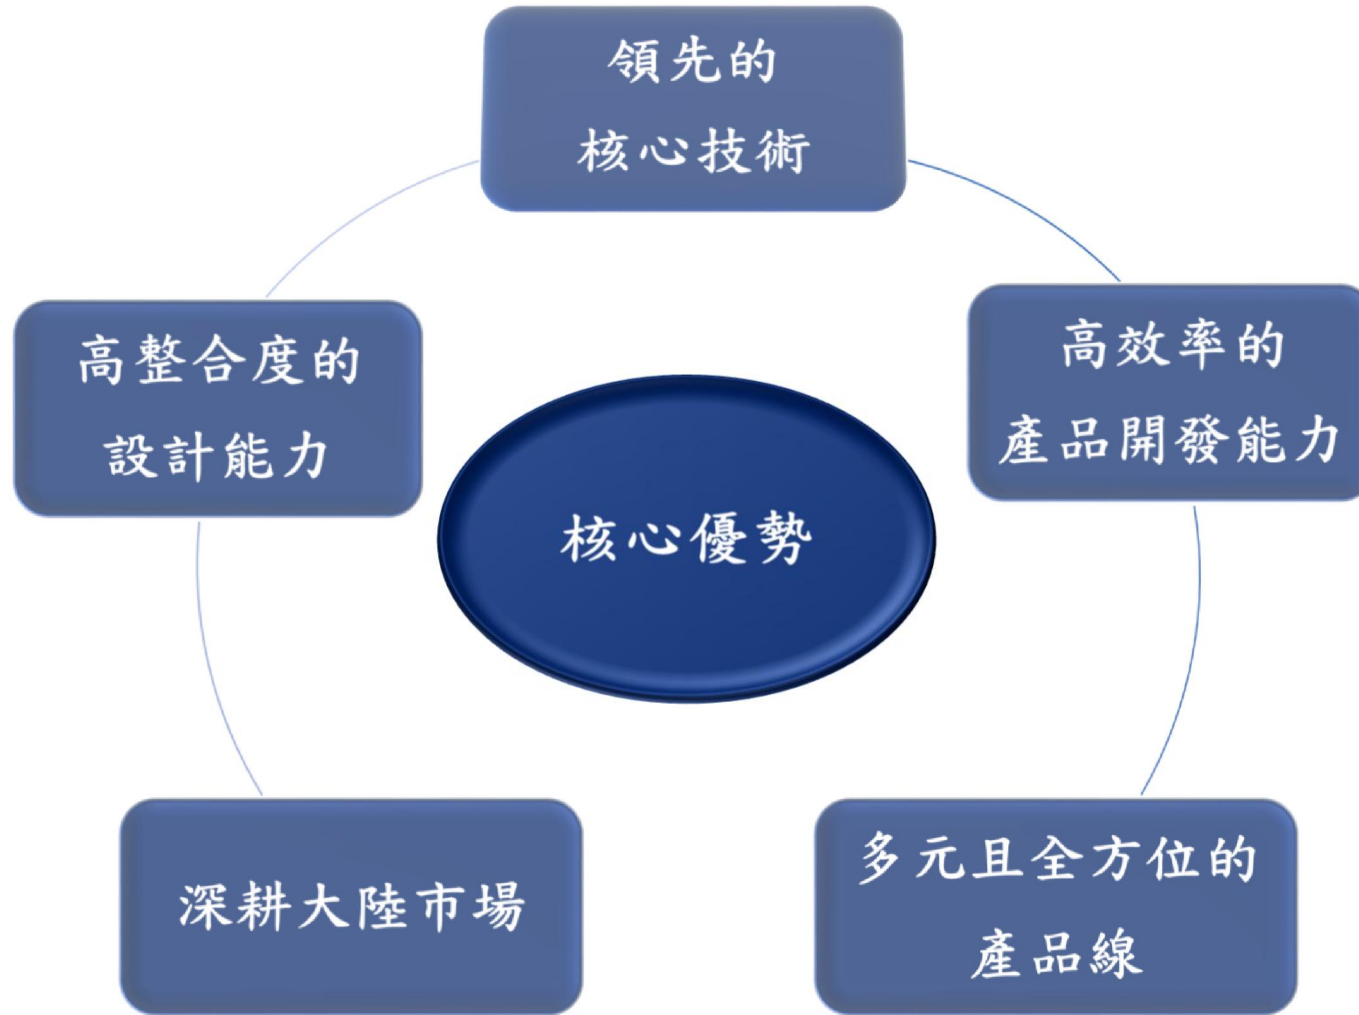 領先的
核心技術
高整合度的
設計能力
高效率的
產品開發能力
核心優勢
深耕大陸市場
多元且全方位的
產品線